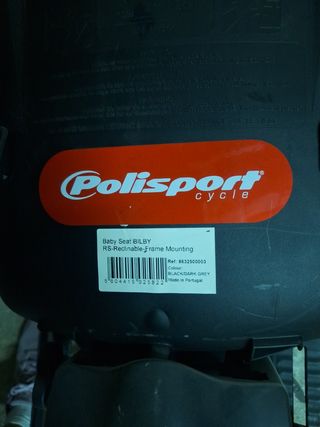 Polisport
cycle
Baby Seat BILBY
RS-Reclinable-Frame Mounting
Ref: 8632500003
Colour:
BLACK/DARK GREY
Made in Portugal